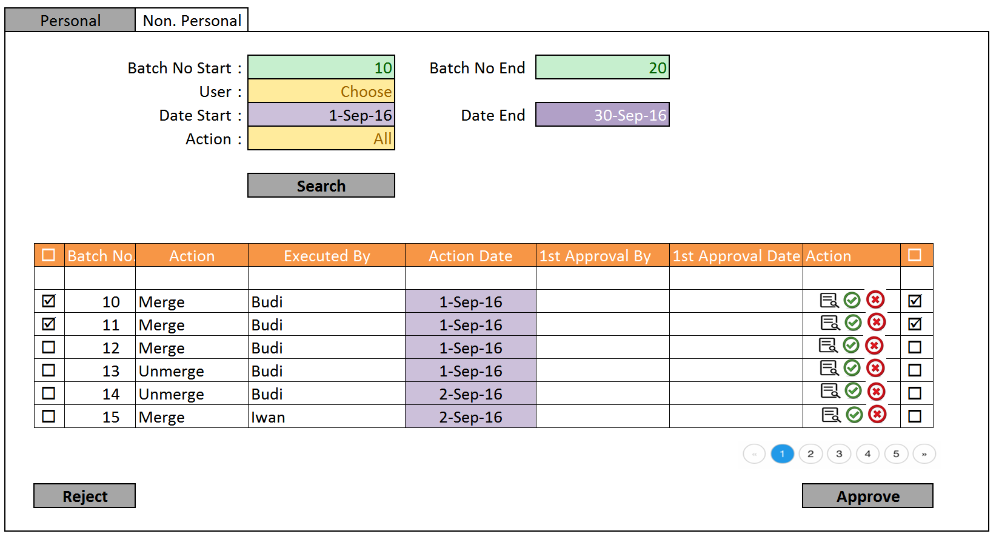 Personal Non. Personal
Batch No Start : 10 Batch No End 20
User : Choose
Date Start : 1-Sep-16 Date End 30-Sep-16
Action : All
Search
Batch No. Action Executed By Action Date 1st Approval By 1st Approval Date Action
10 Merge Budi 1-Sep-16
11 Merge Budi 1-Sep-16
12 Merge Budi 1-Sep-16
13 Unmerge Budi 1-Sep-16
14 Unmerge Budi 2-Sep-16
15 Merge Iwan 2-Sep-16
« 1 2 3 4 5 »
Reject Approve